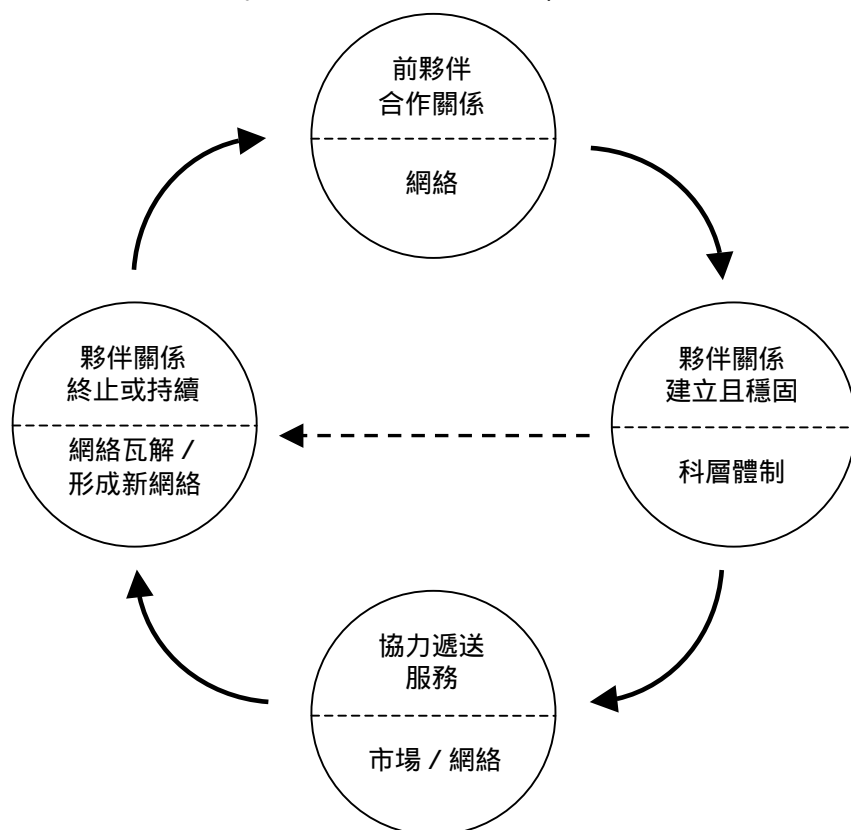 前夥伴
合作關係
網絡
夥伴關係
終止或持續
網絡瓦解 /
形成新網絡
夥伴關係
建立且穩固
科層體制
協力遞送
服務
市場 / 網絡